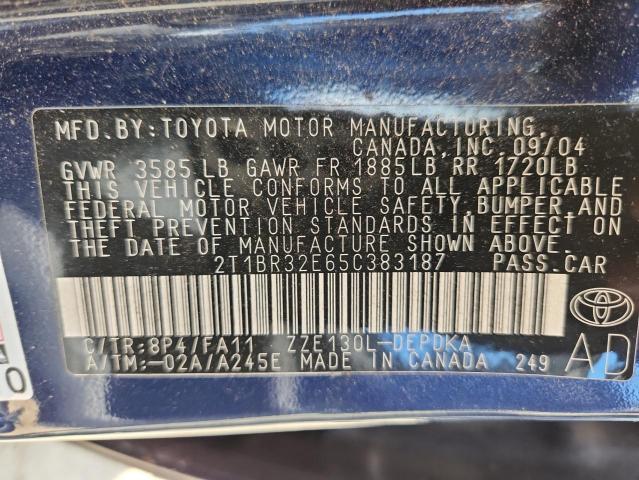 MFD. BY: TOYOTA MOTOR MANUFACTURING,
CANADA, INC. 09/04
GVWR 3585 LB GAWR FR 1885LB RR 1720LB
THIS VEHICLE CONFORMS TO ALL APPLICABLE
FEDERAL MOTOR VEHICLE SAFETY, BUMPER, AND
THEFT PREVENTION STANDARDS IN EFFECT ON
THE DATE OF MANUFACTURE SHOWN ABOVE.
2T1BR32E65C383187 PASS. CAR
C/TR: 8P4/FA11 ZZE130L-DEPDKA
A/TM: -02A/A245E MADE IN CANADA 249 AD